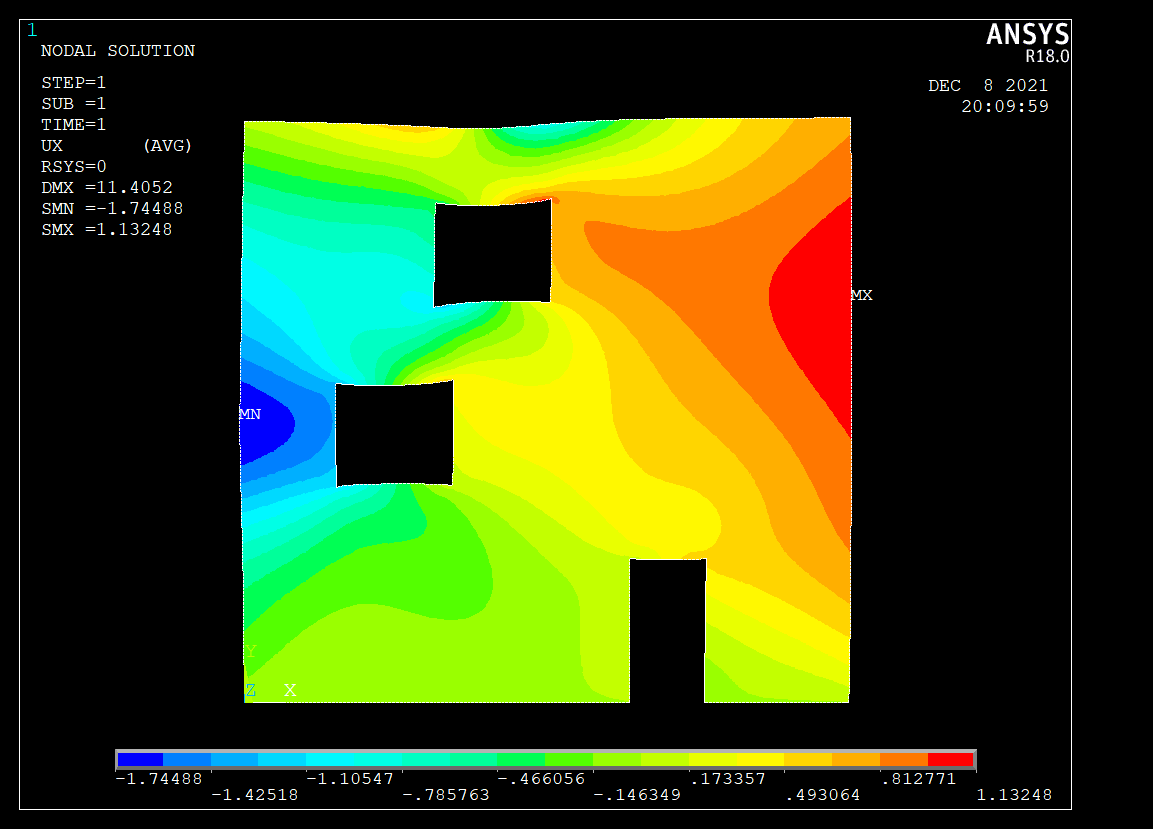 1
ANSYS
R18.0
NODAL SOLUTION
STEP=1
SUB =1
TIME=1
UX (AVG)
RSYS=0
DMX =11.4052
SMN =-1.74488
SMX =1.13248
DEC 8 2021
20:09:59
MX
MN
Y
Z X
-1.74488 -1.10547 -.466056 .173357 .812771
-1.42518 -.785763 -.146349 .493064 1.13248